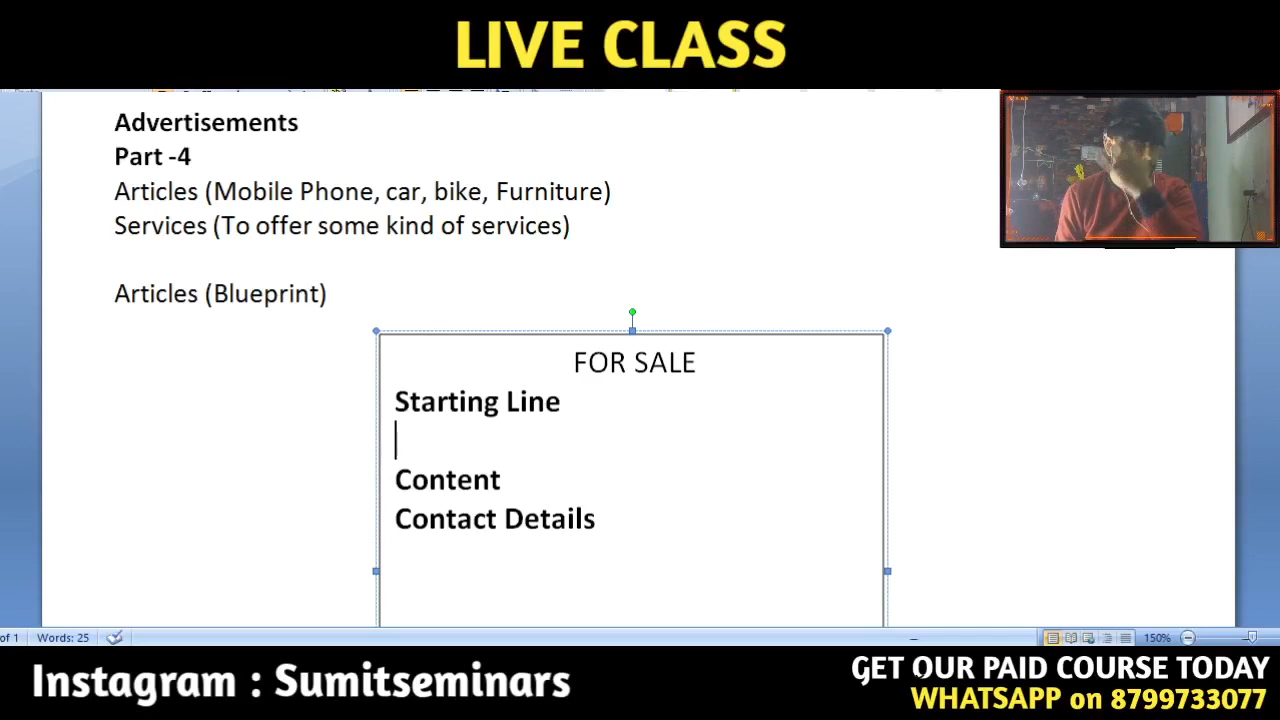 LIVE CLASS
Advertisements
Part -4
Articles (Mobile Phone, car, bike, Furniture)
Services (To offer some kind of services)
Articles (Blueprint)
FOR SALE
Starting Line
Content
Contact Details
of 1 Words: 25 150%
Instagram : Sumitseminars
GET OUR PAID COURSE TODAY
WHATSAPP on 8799733077